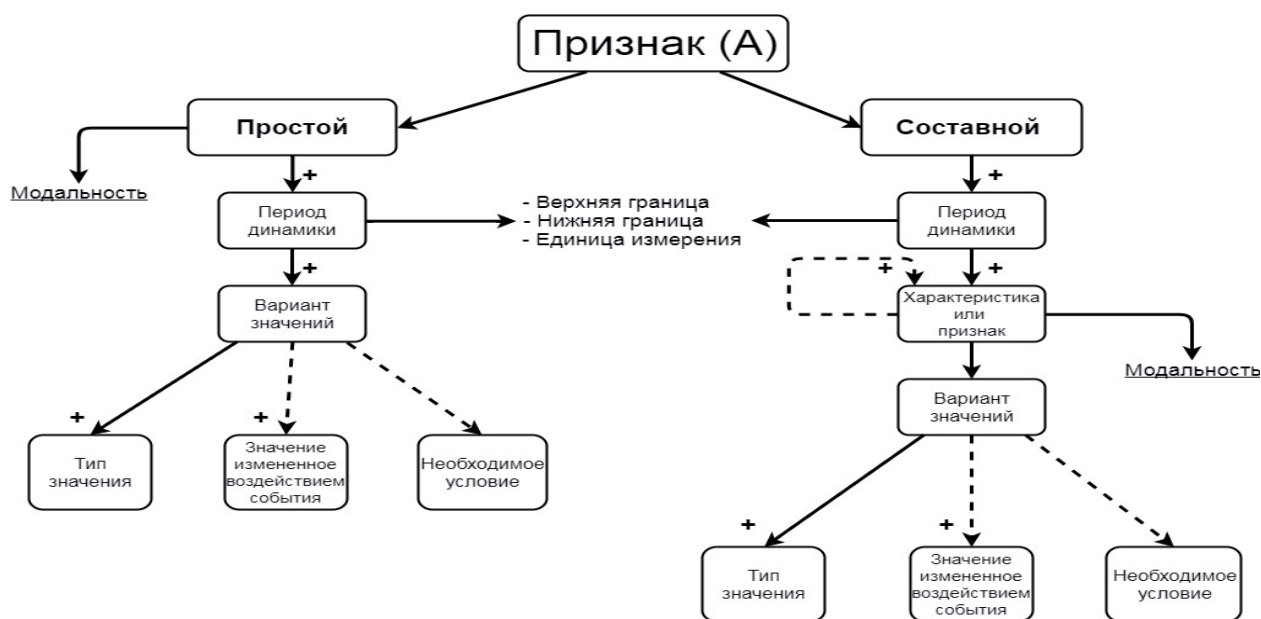 Признак (А)
Простой
Составной
Модальность
+
+
Период
динамики
- Верхняя граница
- Нижняя граница
- Единица измерения
Период
динамики
+
+
+
Вариант
значений
Характеристика
или
признак
Модальность
Вариант
значений
+
+
Тип
значения
Значение
измененное
воздействием
события
Необходимое
условие
+
+
Тип
значения
Значение
измененное
воздействием
события
Необходимое
условие